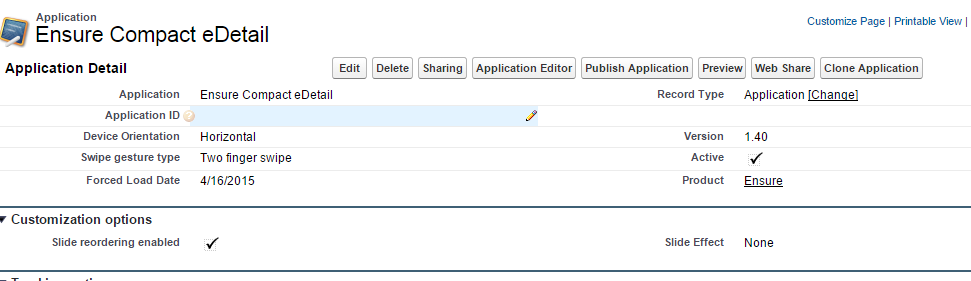 Application
Ensure Compact eDetail
Customize Page | Printable View |
Application Detail
Edit Delete Sharing Application Editor Publish Application Preview Web Share Clone Application
Application Ensure Compact eDetail Record Type Application [Change]
Application ID ?
Device Orientation Horizontal Version 1.40
Swipe gesture type Two finger swipe Active
Forced Load Date 4/16/2015 Product Ensure
Customization options
Slide reordering enabled Slide Effect None